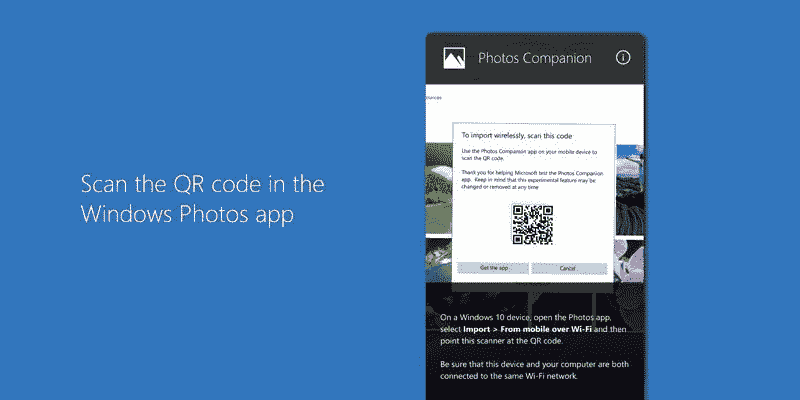 Scan the QR code in the
Windows Photos app
Photos Companion
To import wirelessly, scan this code
Use the Photos Companion app on your mobile device to
scan the QR code.
Thank you for helping Microsoft test the Photos Companion
app. Keep in mind that this experimental feature may be
changed or removed at any time
Get the app
Cancel
On a Windows 10 device, open the Photos app,
select Import > From mobile over Wi-Fi and then
point this scanner at the QR code.
Be sure that this device and your computer are both
connected to the same Wi-Fi network.